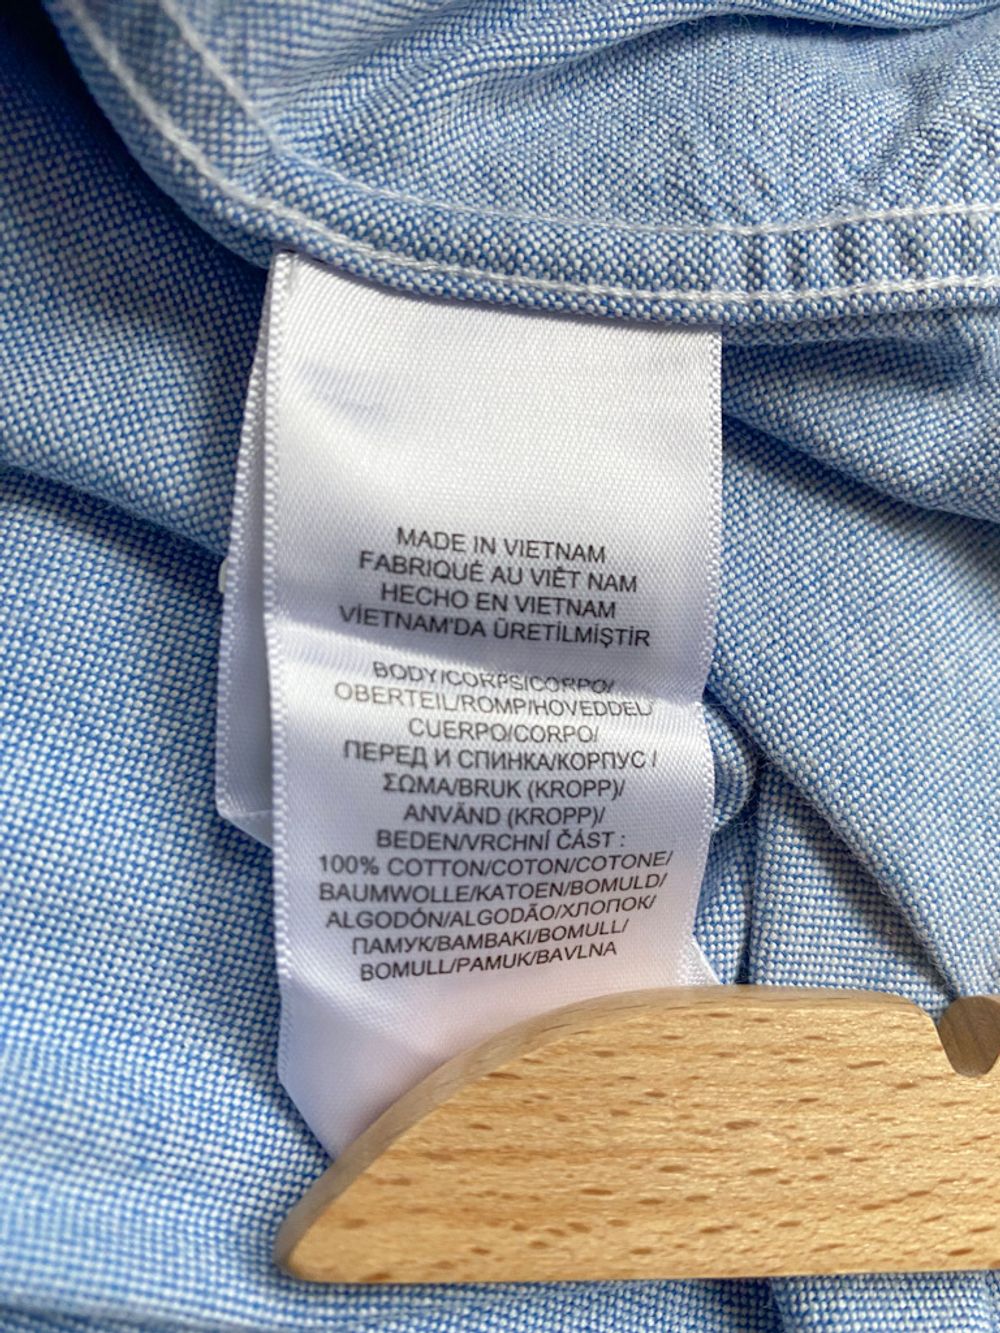 MADE IN VIETNAM
FABRIQUÉ AU VIÊT NAM
HECHO EN VIETNAM
VİETNAM'DA ÜRETİLMİŞTİR
BODY/CORPS/CORPO/
OBERTEIL/ROMP/HOVEDDEL/
CUERPO/CORPO/
ПЕРЕД И СПИНКА/КОРПУС /
ΣΩΜΑ/BRUK (KROPP)/
ANVÄND (KROPP)/
BEDEN/VRCHNÍ ČÁST :
100% COTTON/COTON/COTONE/
BAUMWOLLE/KATOEN/BOMULD/
ALGODÓN/ALGODÃO/ХЛОПОК/
ПАМУК/ΒΑΜΒΑΚΙ/BOMULL/
BOMULL/PAMUK/BAVLNA